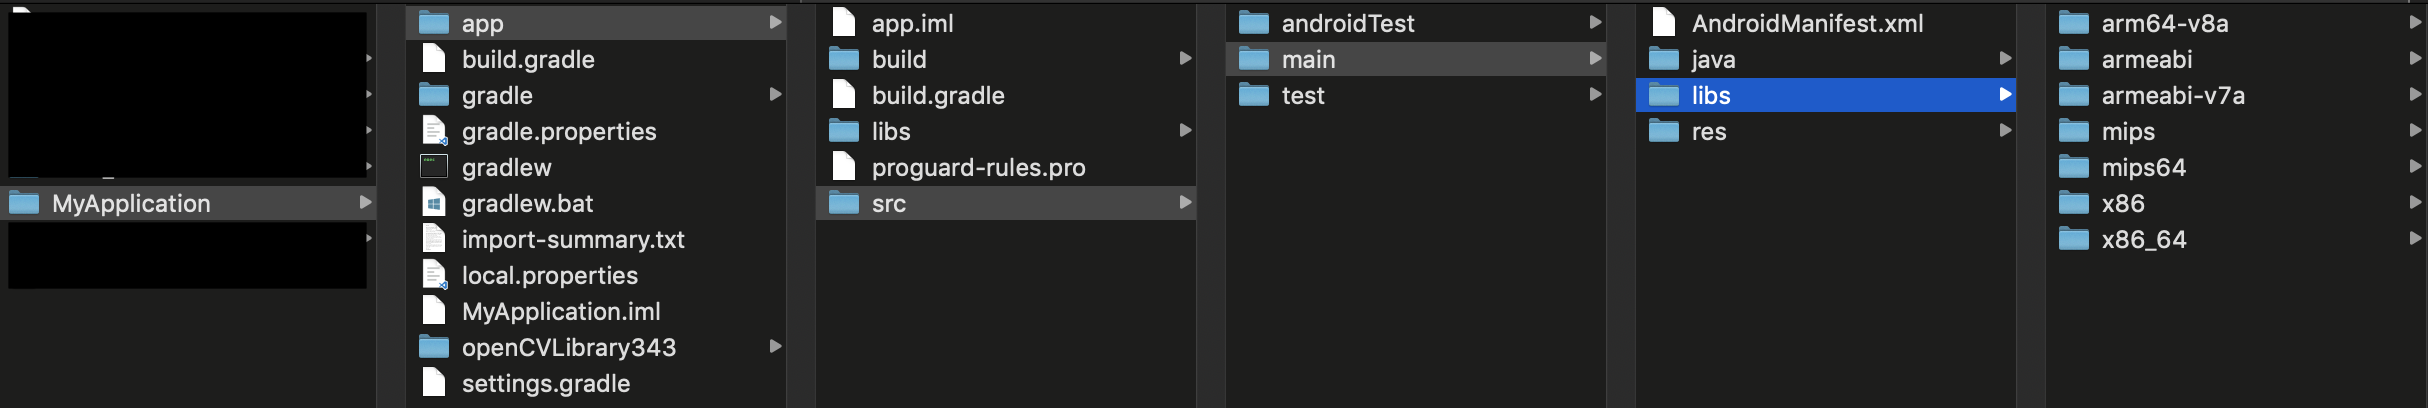 MyApplication
app
build.gradle
gradle
gradle.properties
gradlew
gradlew.bat
import-summary.txt
local.properties
MyApplication.iml
openCVLibrary343
settings.gradle
app.iml
build
build.gradle
libs
proguard-rules.pro
src
androidTest
main
test
AndroidManifest.xml
java
libs
res
arm64-v8a
armeabi
armeabi-v7a
mips
mips64
x86
x86_64